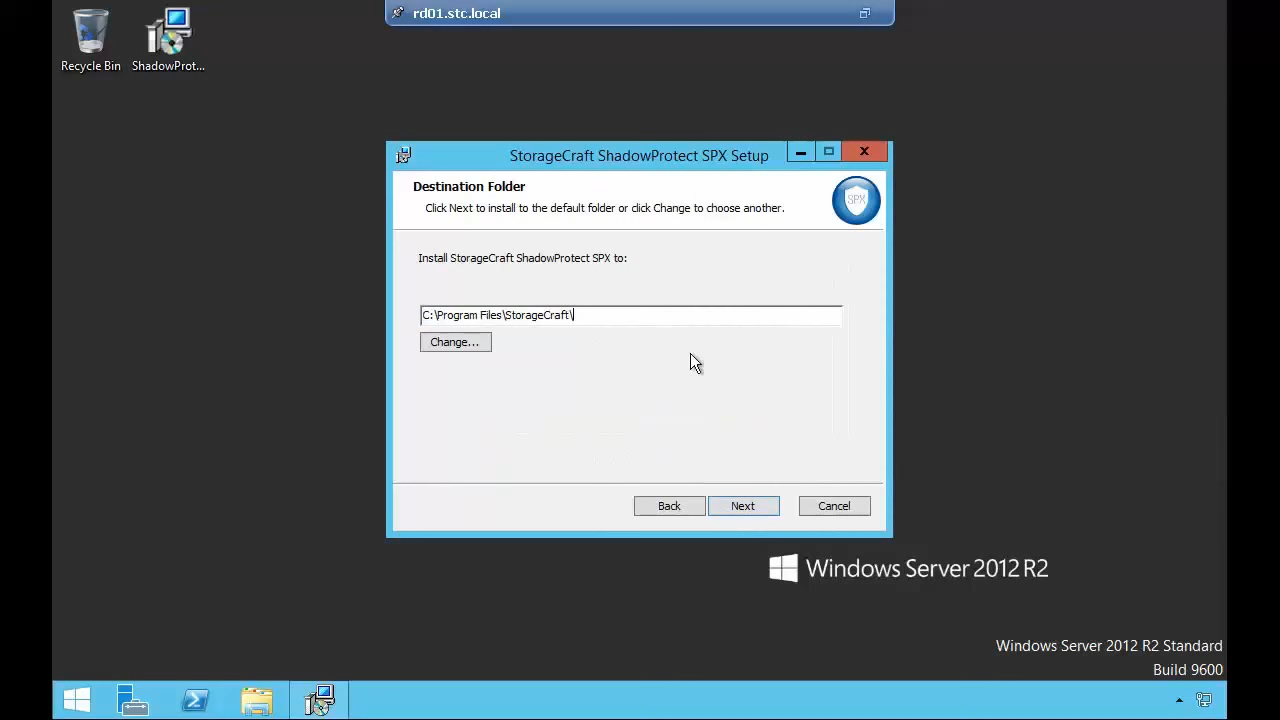 rd01.stc.local
Recycle Bin
ShadowProt...
StorageCraft ShadowProtect SPX Setup
Destination Folder
Click Next to install to the default folder or click Change to choose another.
SPX
Install StorageCraft ShadowProtect SPX to:
C:\Program Files\StorageCraft\
Change...
Back
Next
Cancel
Windows Server 2012 R2
Windows Server 2012 R2 Standard
Build 9600